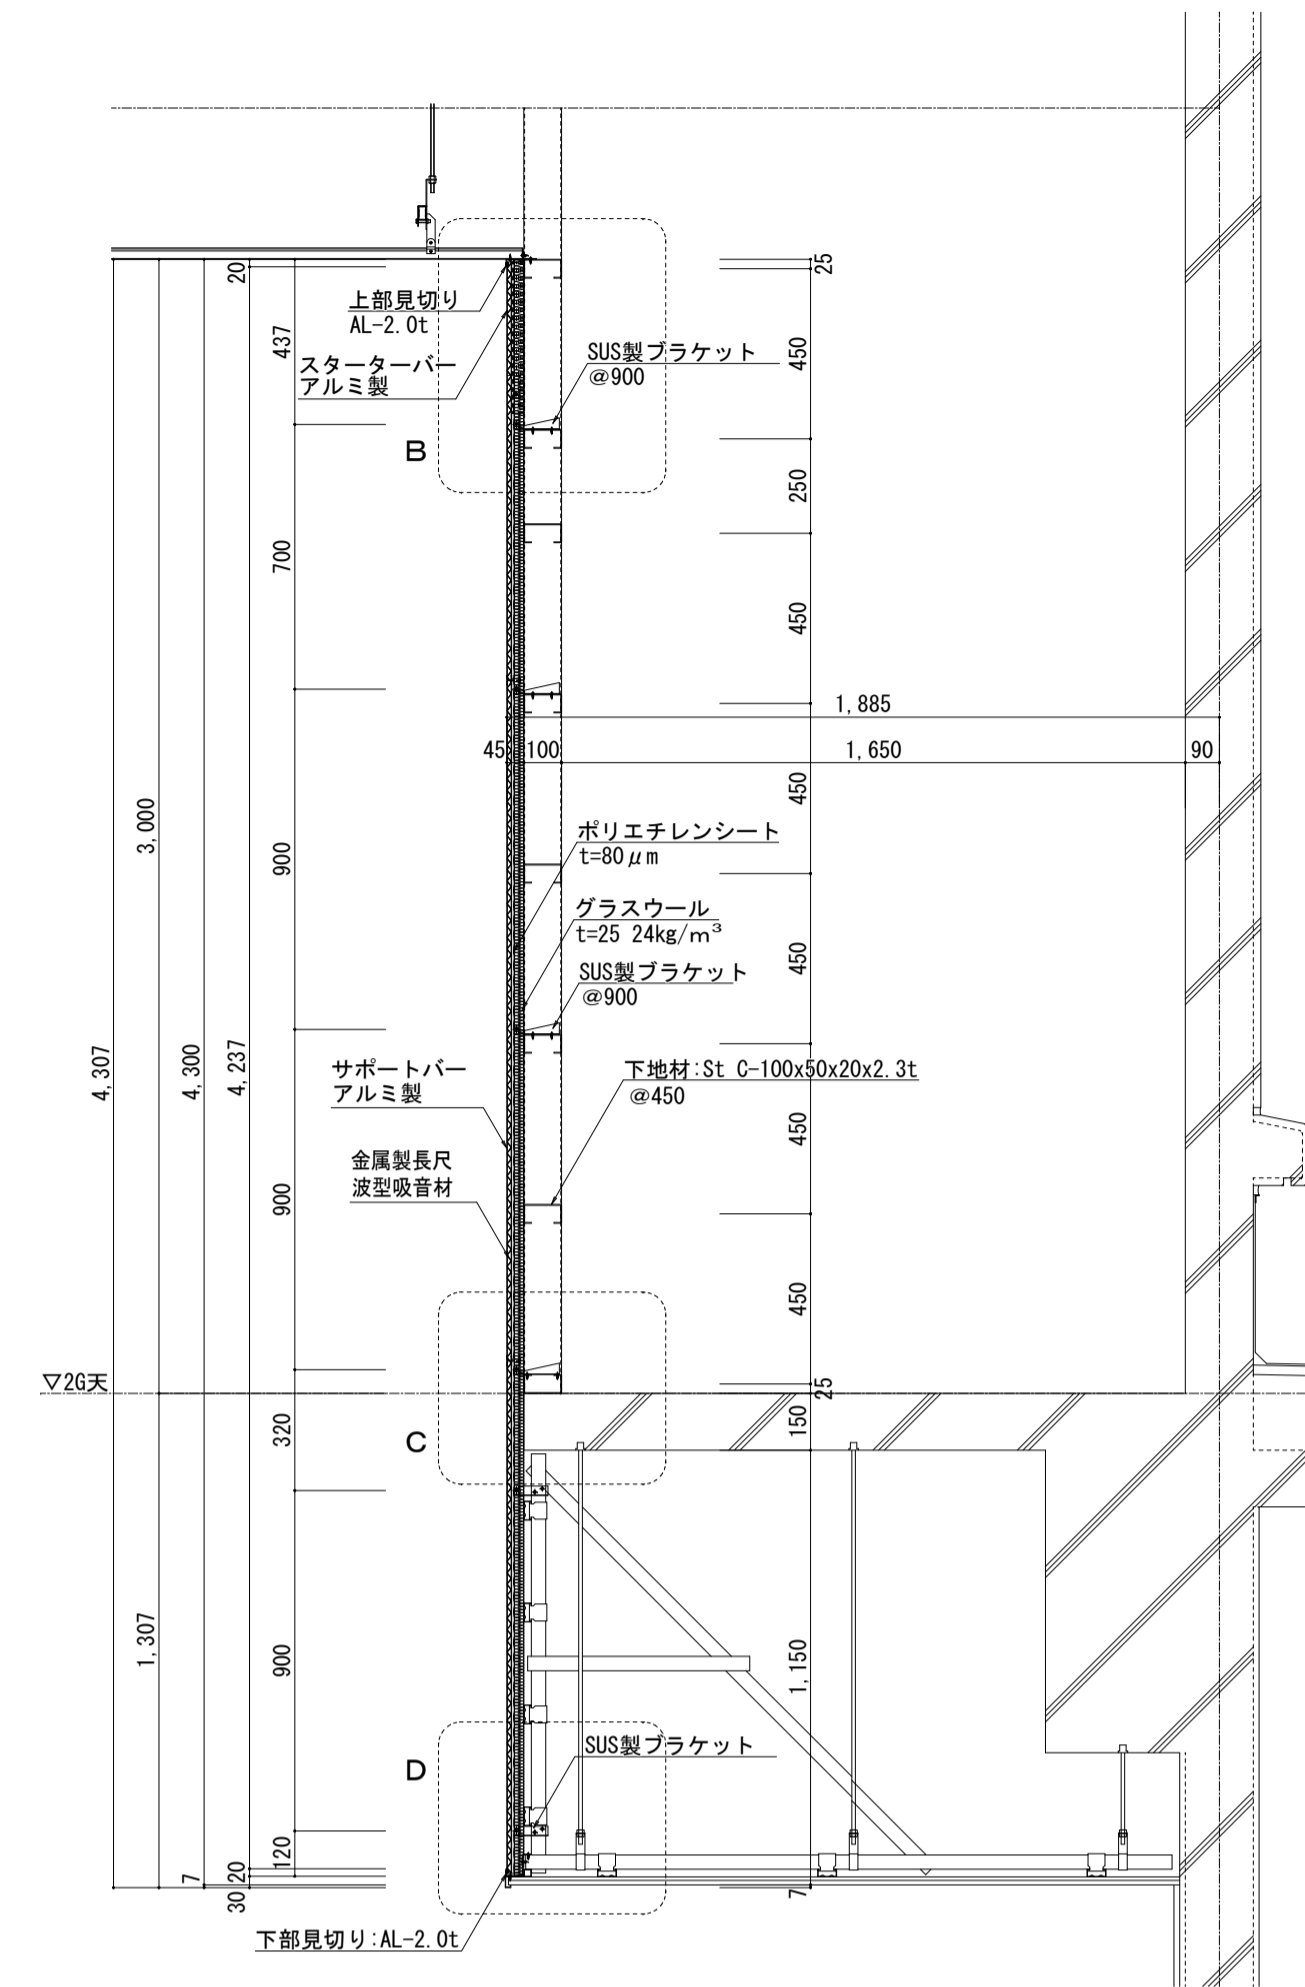 20
25
上部見切り
AL-2.0t
437
450
スターターバー
アルミ製
SUS製ブラケット
@900
B
250
700
450
1,885
45
100
1,650
90
450
3,000
ポリエチレンシート
t=80μm
900
グラスウール
t=25 24kg/m³
450
SUS製ブラケット
@900
4,307
4,300
4,237
サポートバー
アルミ製
下地材:St C-100x50x20x2.3t
@450
450
金属製長尺
波型吸音材
900
450
▽2G天
25
320
C
150
1,307
900
1,150
SUS製ブラケット
D
120
7
20
30
7
下部見切り:AL-2.0t